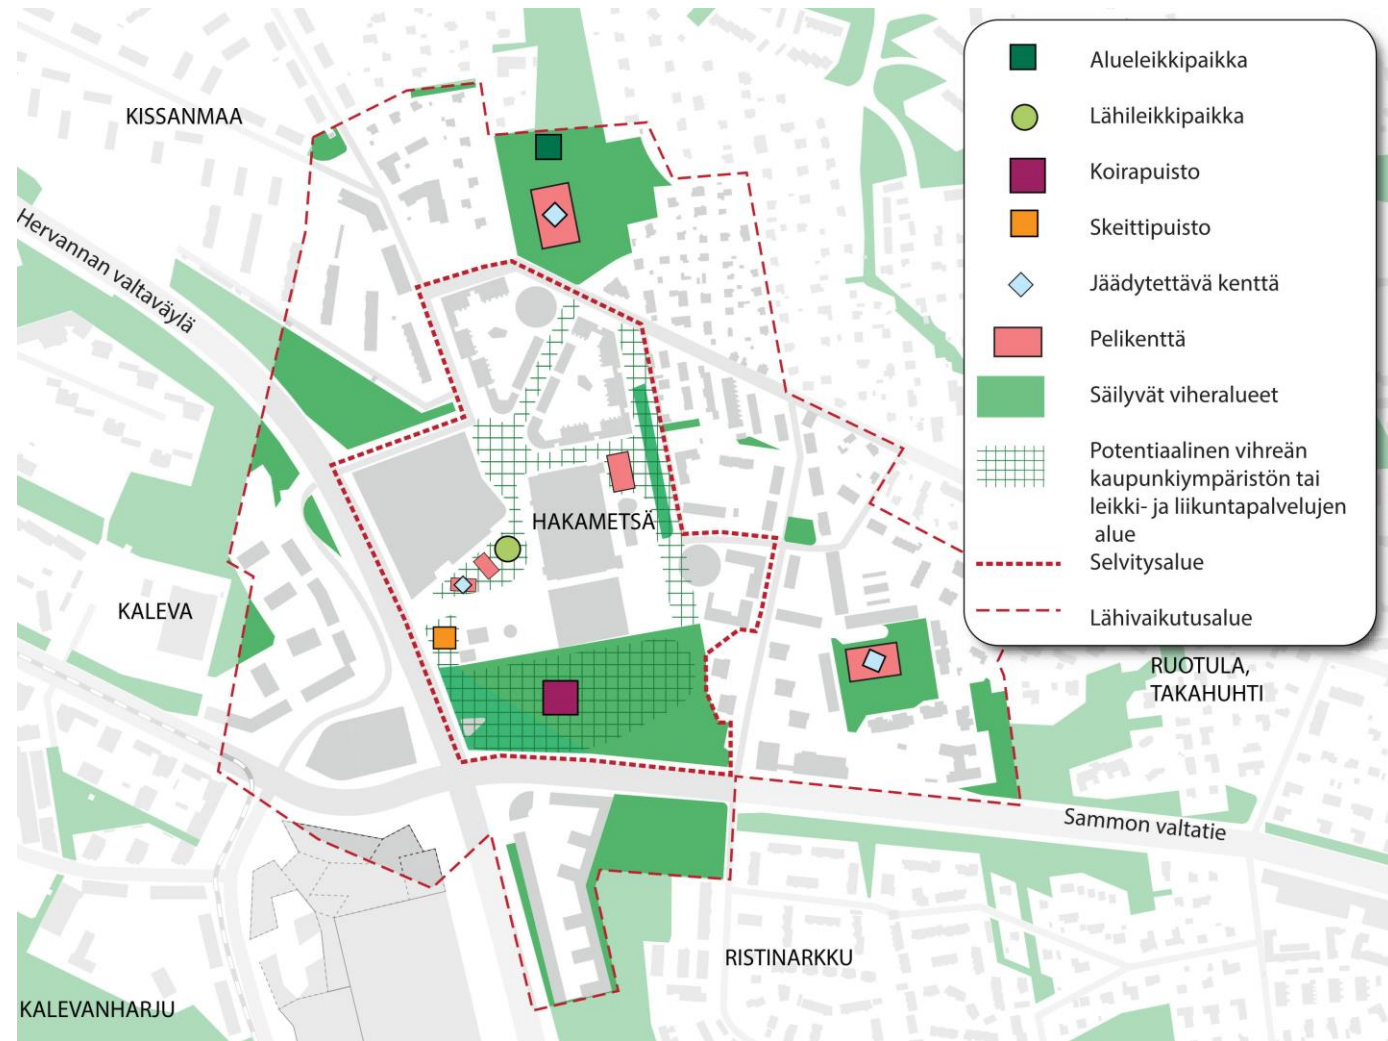 KISSANMAA
Hervannan valtaväylä
HAKAMETSÄ
KALEVA
KALEVANHARJU
RISTINARKKU
Sammon valtatie
RUOTULA,
TAKAHUHTI
Alueleikkipaikka
Lähileikkipaikka
Koirapuisto
Skeittipuisto
Jäädytettävä kenttä
Pelikenttä
Säilyvät viheralueet
Potentiaalinen vihreän
kaupunkiympäristön tai
leikki- ja liikuntapalvelujen
alue
Selvitysalue
Lähivaikutusalue